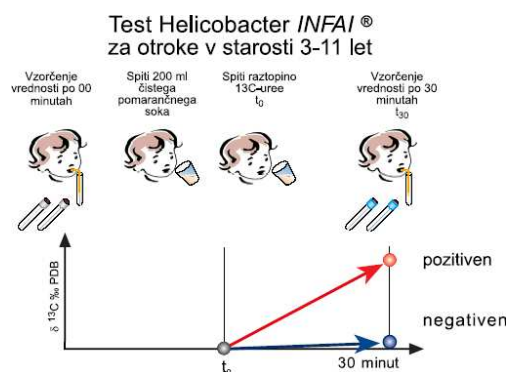 Test Helicobacter INFAI ®
za otroke v starosti 3-11 let
Vzorčenje
vrednosti po 00
minutah
Spiti 200 ml
čistega
pomarančnega
soka
Spiti raztopino
13C-uree
t0
Vzorčenje
vrednosti po 30
minutah
t30
δ 13C ‰ PDB
pozitiven
negativen
t0
30 minut